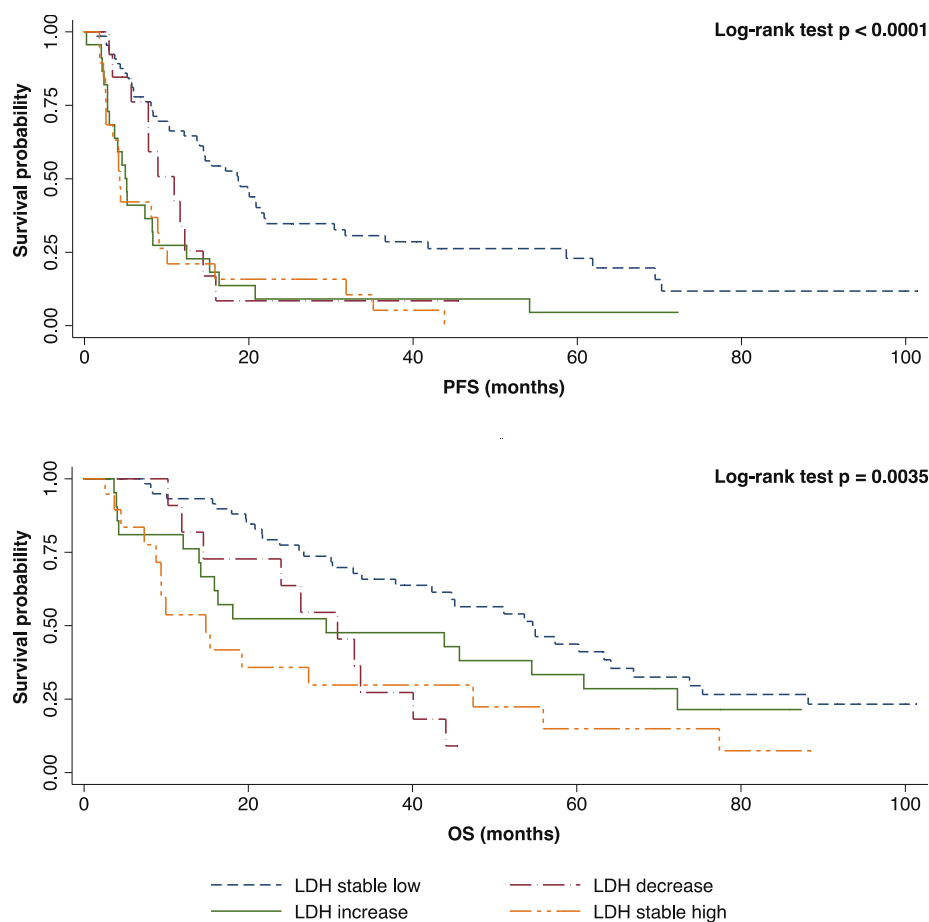 Log-rank test p < 0.0001
Survival probability
1.00
0.75
0.50
0.25
0.00
0 20 40 60 80 100
PFS (months)
Log-rank test p = 0.0035
Survival probability
1.00
0.75
0.50
0.25
0.00
0 20 40 60 80 100
OS (months)
LDH stable low LDH decrease
LDH increase LDH stable high